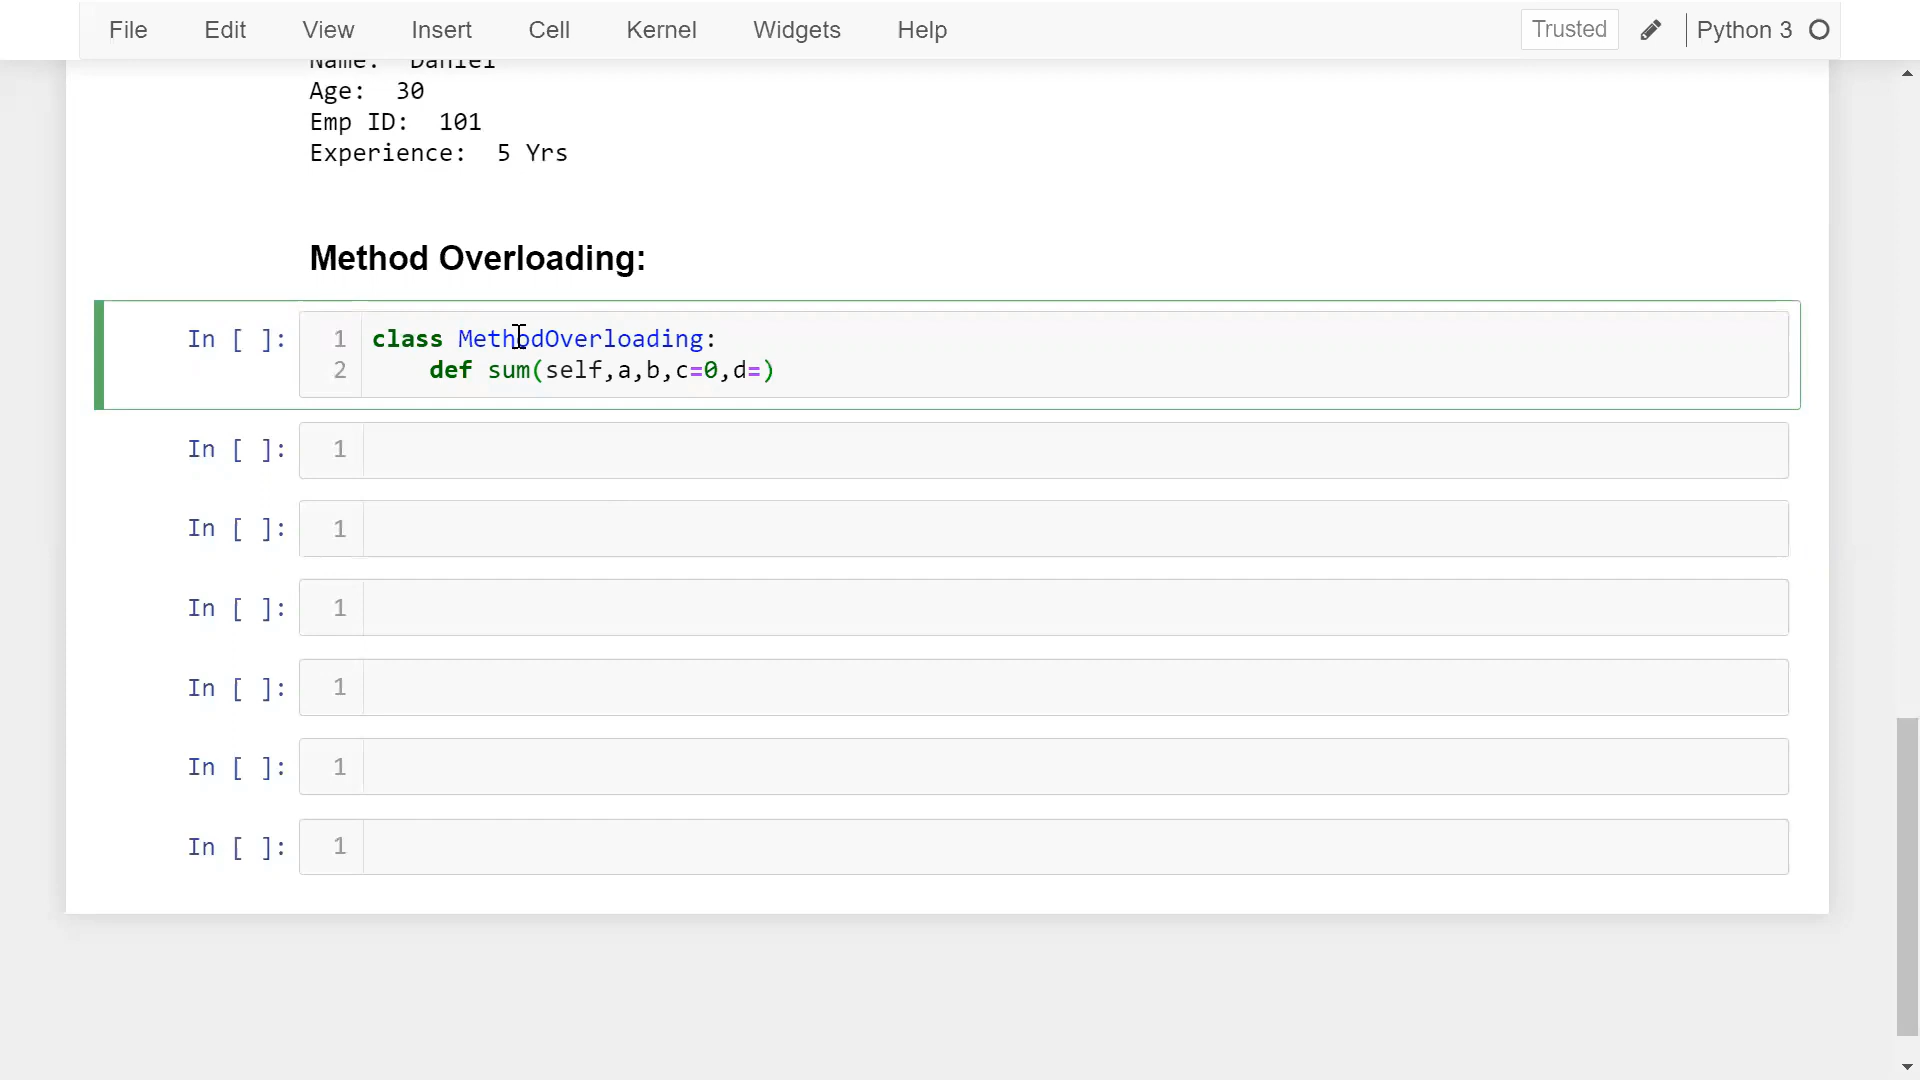 File Edit View Insert Cell Kernel Widgets Help Trusted Python 3
Name:  Daniel
Age:  30
Emp ID:  101
Experience:  5 Yrs
Method Overloading:
In [ ]: 1 class MethodOverloading:
2     def sum(self,a,b,c=0,d=)
In [ ]: 1
In [ ]: 1
In [ ]: 1
In [ ]: 1
In [ ]: 1
In [ ]: 1